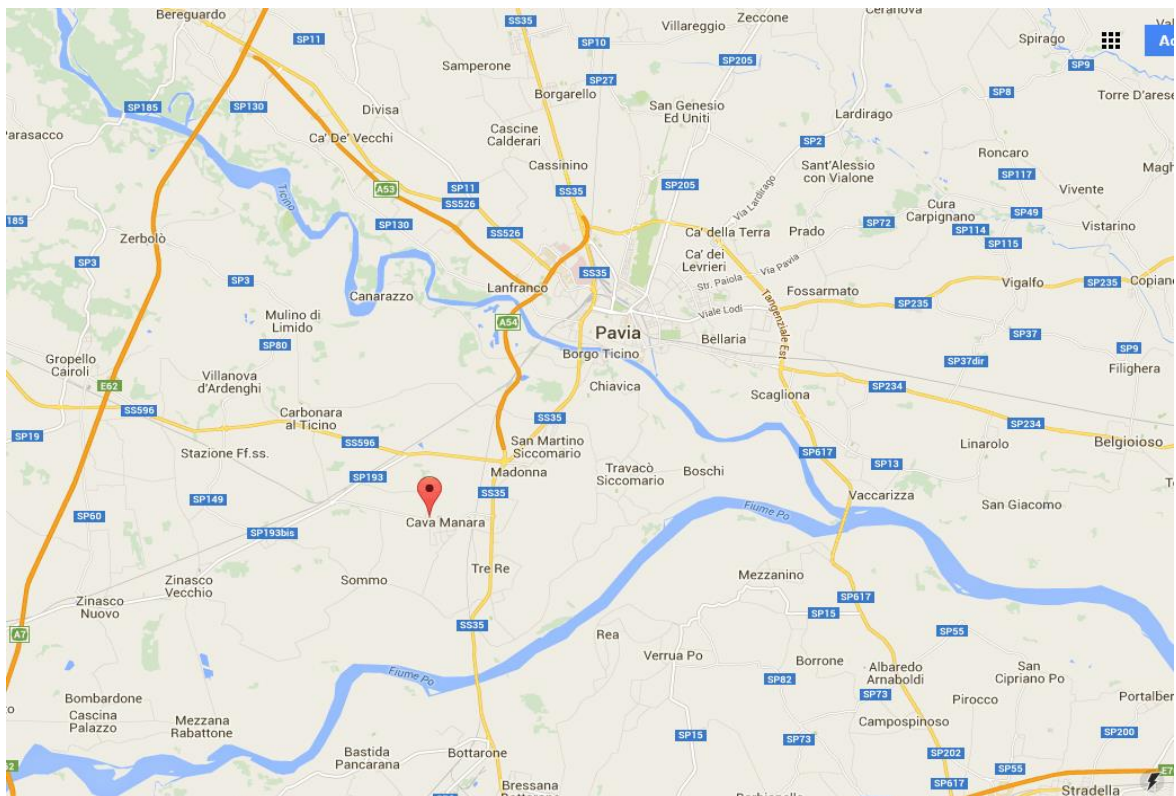 Bereguardo
SS35
Villareggio
Zeccone
Ceranova
SP11
SP10
SP205
Spirago
Samperone
SP27
SP9
Borgarello
SP8
Torre D'arese
SP185
SP130
Divisa
San Genesio
Ed Uniti
Lardirago
Parasacco
Ca' De' Vecchi
Cascine
Calderari
SP2
Roncaro
Cassinino
Sant'Alessio
con Vialone
SP117
A53
SP11
SS35
SP205
Vivente
Ticino
SS526
Via Lardirago
Cura
Carpignano
SP49
185
SP130
SP72
SP114
Vistarino
Zerbolò
SS526
Ca' della Terra
Prado
SP115
SP3
Ca' dei
Levrieri
SP3
SS35
Str. Paiola
Via Pavia
Vigalfo
SP235
Canarazzo
Lanfranco
Fossarmato
SP235
Mulino di
Limido
A54
Viale Lodi
Tangenziale Est
Pavia
Bellaria
SP37
SP80
SP9
Gropello
Cairoli
Borgo Ticino
SP37dir
Filighera
E62
Villanova
d'Ardenghi
Chiavica
Scagliona
SP234
SS596
Carbonara
al Ticino
SS35
SP234
SP19
SS596
San Martino
Siccomario
SP617
Linarolo
Belgioioso
Stazione Ff.ss.
Madonna
Travacò
Siccomario
Boschi
SP13
SP193
SS35
Vaccarizza
SP149
San Giacomo
SP60
Cava Manara
Fiume Po
SP193bis
Tre Re
Mezzanino
Zinasco
Vecchio
Sommo
Zinasco
Nuovo
SP617
SP15
A7
SS35
Rea
SP55
Verrua Po
Borrone
Albaredo
Arnaboldi
San
Cipriano Po
Fiume Po
SP82
SP73
Pirocco
Bombardone
Cascina
Palazzo
Mezzana
Rabattone
Campospinoso
SP15
SP73
SP200
Bastida
Pancarana
Bottarone
SP202
SP55
SP617
Bressana
Stradella